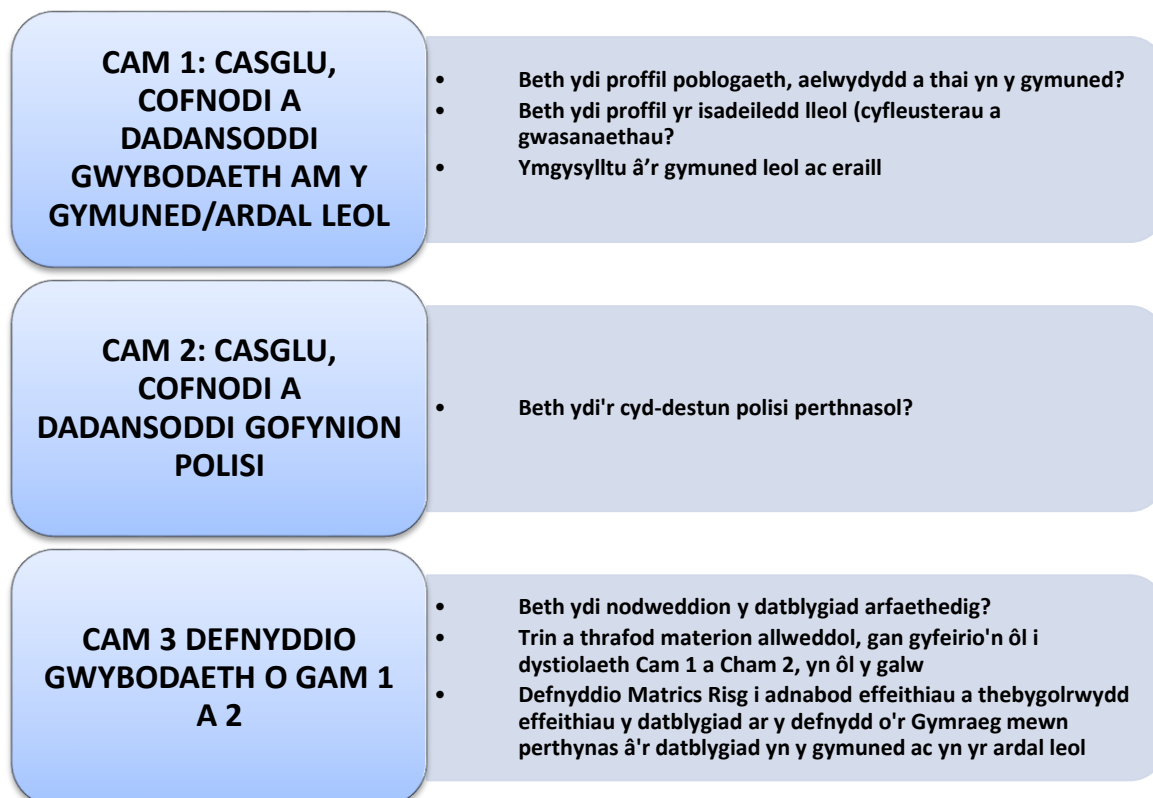 CAM 1: CASGLU,
COFNODI A
DADANSODDI
GWYBODAETH AM Y
GYMUNED/ARDAL LEOL
• Beth ydi proffil poblogaeth, aelwydydd a thai yn y gymuned?
• Beth ydi proffil yr isadeiledd lleol (cyfleusterau a
gwasanaethau?
• Ymgysylltu â’r gymuned leol ac eraill
CAM 2: CASGLU,
COFNODI A
DADANSODDI GOFYNION
POLISI
• Beth ydi'r cyd-destun polisi perthnasol?
CAM 3 DEFNYDDIO
GWYBODAETH O GAM 1
A 2
• Beth ydi nodweddion y datblygiad arfaethedig?
• Trin a thrafod materion allweddol, gan gyfeirio'n ôl i
dystiolaeth Cam 1 a Cham 2, yn ôl y galw
• Defnyddio Matrics Risg i adnabod effeithiau a thebygolrwydd
effeithiau y datblygiad ar y defnydd o'r Gymraeg mewn
perthynas â'r datblygiad yn y gymuned ac yn yr ardal leol